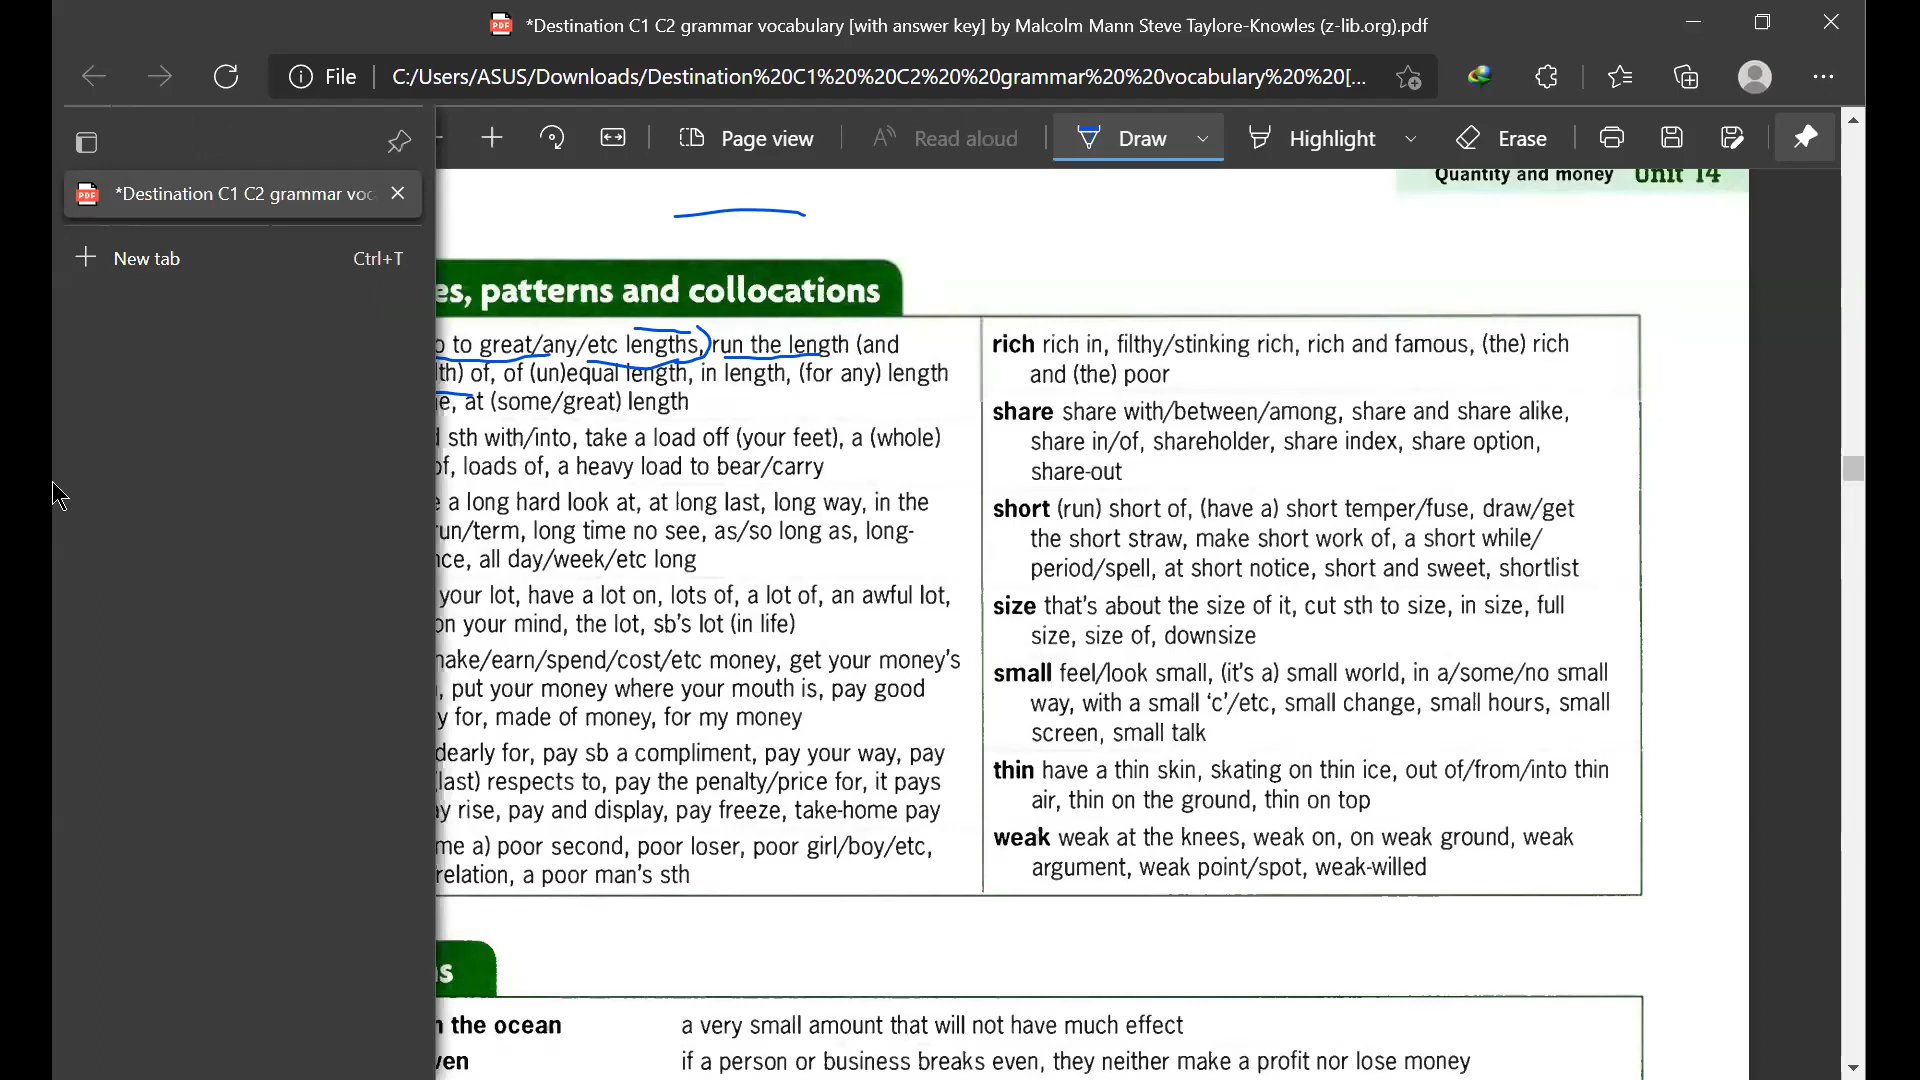 *Destination C1 C2 grammar vocabulary [with answer key] by Malcolm Mann Steve Taylore-Knowles (z-lib.org).pdf
File
C:/Users/ASUS/Downloads/Destination%20C1%20%20C2%20%20grammar%20%20vocabulary%20%20[...
Page view
Read aloud
Draw
Highlight
Erase
*Destination C1 C2 grammar voc
New tab Ctrl+T
Quantity and money Unit 14
es, patterns and collocations
o to great/any/etc lengths, run the length (and
th) of, of (un)equal length, in length, (for any) length
e, at (some/great) length
sth with/into, take a load off (your feet), a (whole)
of, loads of, a heavy load to bear/carry
e a long hard look at, at long last, long way, in the
run/term, long time no see, as/so long as, long-
nce, all day/week/etc long
your lot, have a lot on, lots of, a lot of, an awful lot,
on your mind, the lot, sb's lot (in life)
make/earn/spend/cost/etc money, get your money's
, put your money where your mouth is, pay good
y for, made of money, for my money
dearly for, pay sb a compliment, pay your way, pay
(last) respects to, pay the penalty/price for, it pays
ay rise, pay and display, pay freeze, take-home pay
me a) poor second, poor loser, poor girl/boy/etc,
relation, a poor man's sth
rich rich in, filthy/stinking rich, rich and famous, (the) rich
and (the) poor
share share with/between/among, share and share alike,
share in/of, shareholder, share index, share option,
share-out
short (run) short of, (have a) short temper/fuse, draw/get
the short straw, make short work of, a short while/
period/spell, at short notice, short and sweet, shortlist
size that's about the size of it, cut sth to size, in size, full
size, size of, downsize
small feel/look small, (it's a) small world, in a/some/no small
way, with a small 'c'/etc, small change, small hours, small
screen, small talk
thin have a thin skin, skating on thin ice, out of/from/into thin
air, thin on the ground, thin on top
weak weak at the knees, weak on, on weak ground, weak
argument, weak point/spot, weak-willed
s
n the ocean a very small amount that will not have much effect
ven if a person or business breaks even, they neither make a profit nor lose money